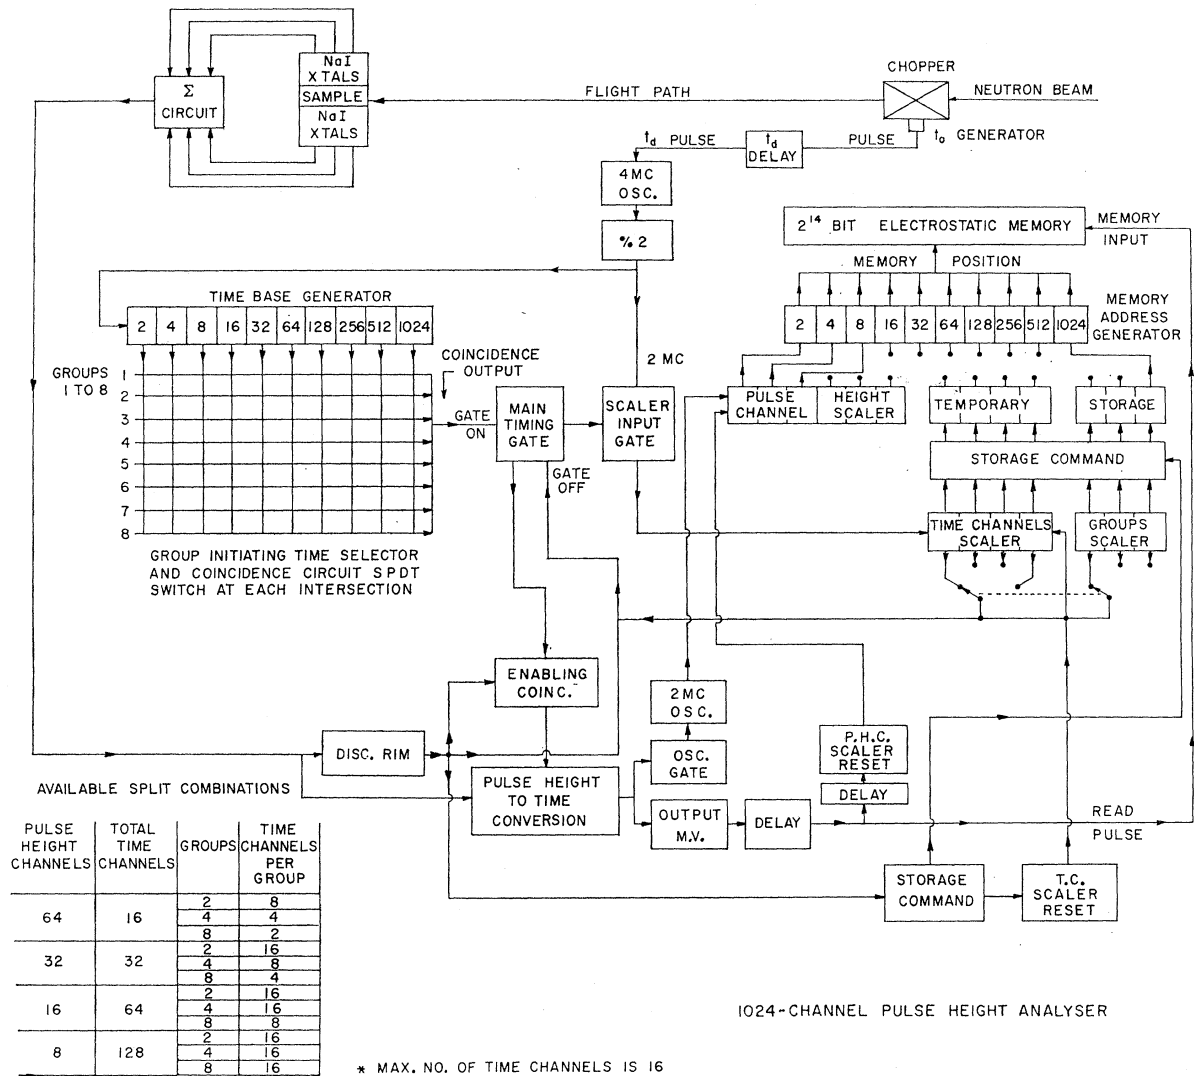 NaI
XTALS
SAMPLE
NaI
XTALS
Σ
CIRCUIT
FLIGHT PATH
CHOPPER
NEUTRON BEAM
to GENERATOR
PULSE
td DELAY
td PULSE
4MC
OSC.
% 2
2^14 BIT ELECTROSTATIC MEMORY
MEMORY
INPUT
MEMORY POSITION
2 4 8 16 32 64 128 256 512 1024
MEMORY
ADDRESS
GENERATOR
TIME BASE GENERATOR
2 4 8 16 32 64 128 256 512 1024
GROUPS
1 TO 8
1
2
3
4
5
6
7
8
COINCIDENCE
OUTPUT
GATE
ON
MAIN
TIMING
GATE
GATE
OFF
2 MC
SCALER
INPUT
GATE
PULSE HEIGHT
CHANNEL SCALER
TEMPORARY STORAGE
STORAGE COMMAND
TIME CHANNELS
SCALER
GROUPS
SCALER
GROUP INITIATING TIME SELECTOR
AND COINCIDENCE CIRCUIT SPDT
SWITCH AT EACH INTERSECTION
ENABLING
COINC.
2MC
OSC.
OSC.
GATE
P.H.C.
SCALER
RESET
DELAY
DISC. RIM
PULSE HEIGHT
TO TIME
CONVERSION
OUTPUT
M.V.
DELAY
READ
PULSE
STORAGE
COMMAND
T.C.
SCALER
RESET
AVAILABLE SPLIT COMBINATIONS
PULSE HEIGHT CHANNELS TOTAL TIME CHANNELS GROUPS TIME CHANNELS PER GROUP
64 16 2 8
4 4
8 2
32 32 2 16
4 8
8 4
16 64 2 16
4 16
8 8
8 128 2 16
4 16
8 16
1024-CHANNEL PULSE HEIGHT ANALYSER
* MAX. NO. OF TIME CHANNELS IS 16